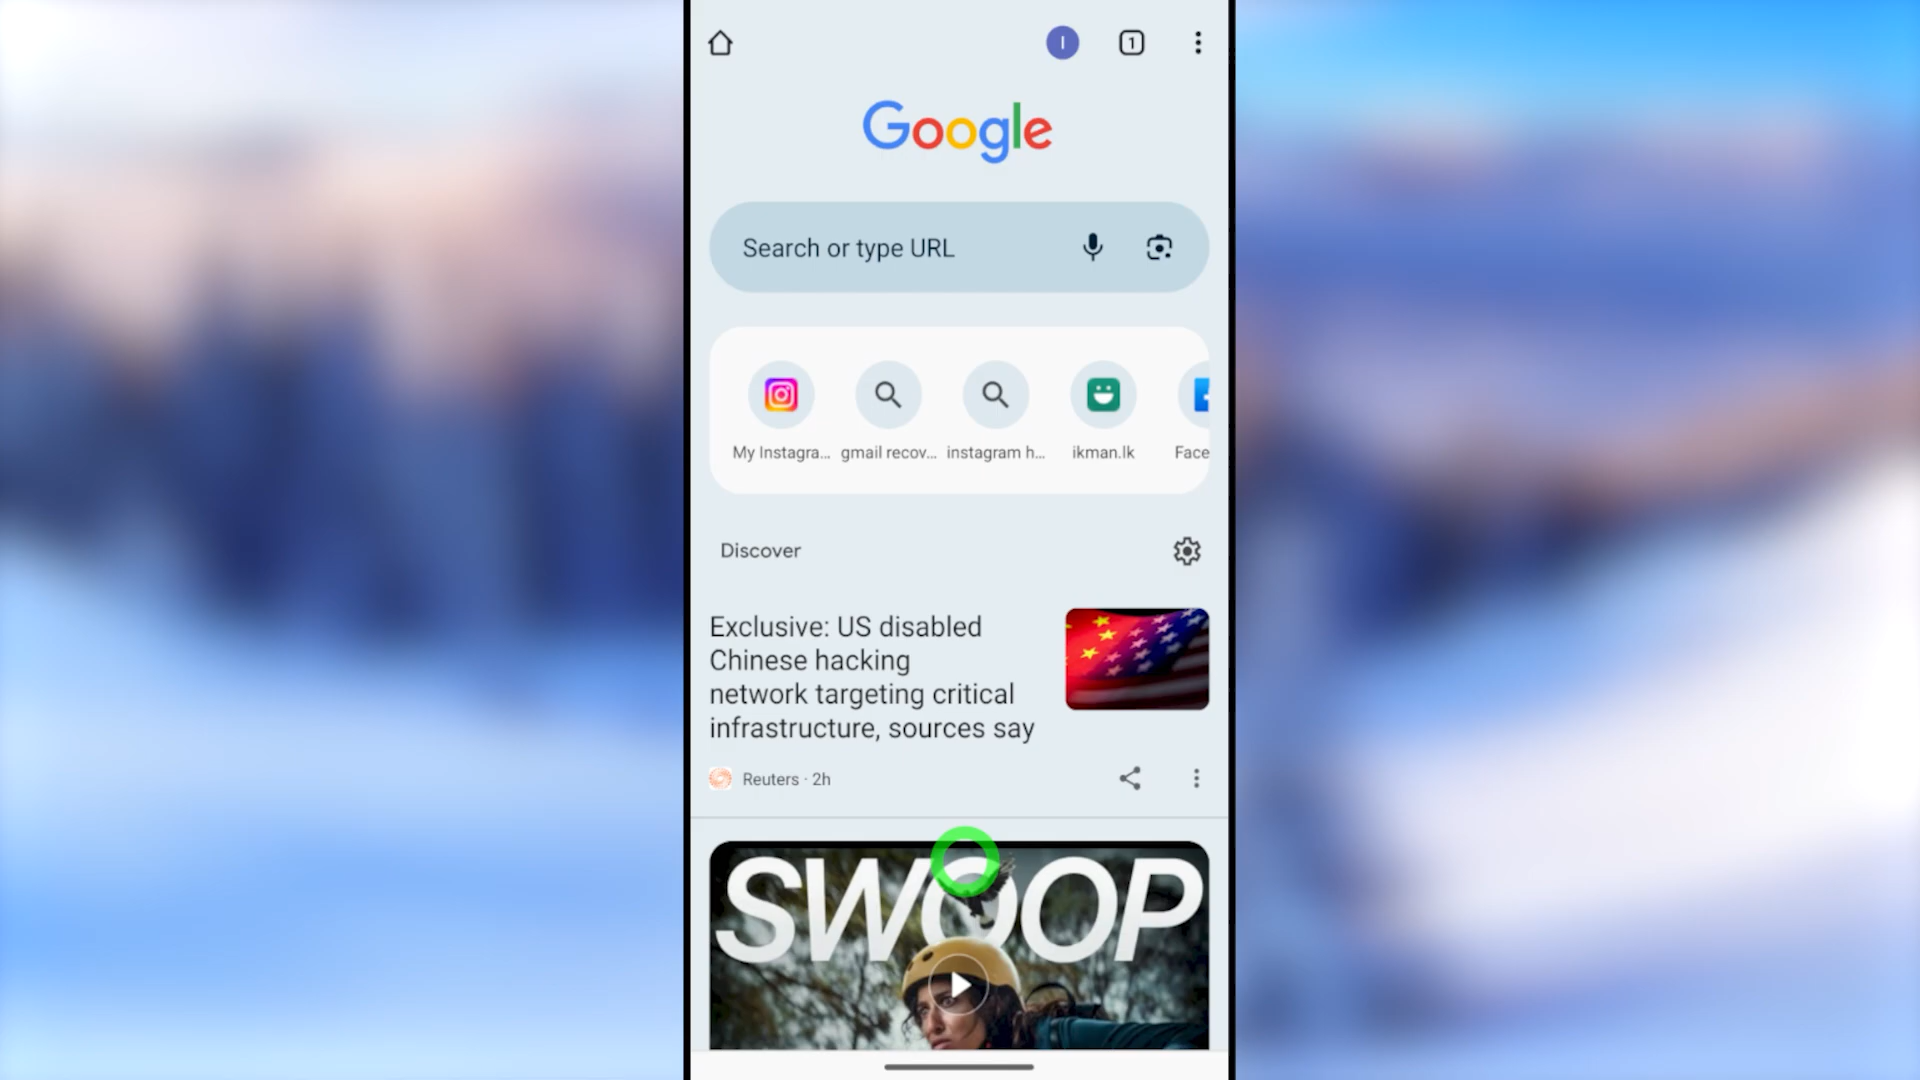 I
1
Google
Search or type URL
My Instagra...
gmail recov...
instagram h...
ikman.lk
Face
Discover
Exclusive: US disabled
Chinese hacking
network targeting critical
infrastructure, sources say
Reuters · 2h
SWOOP